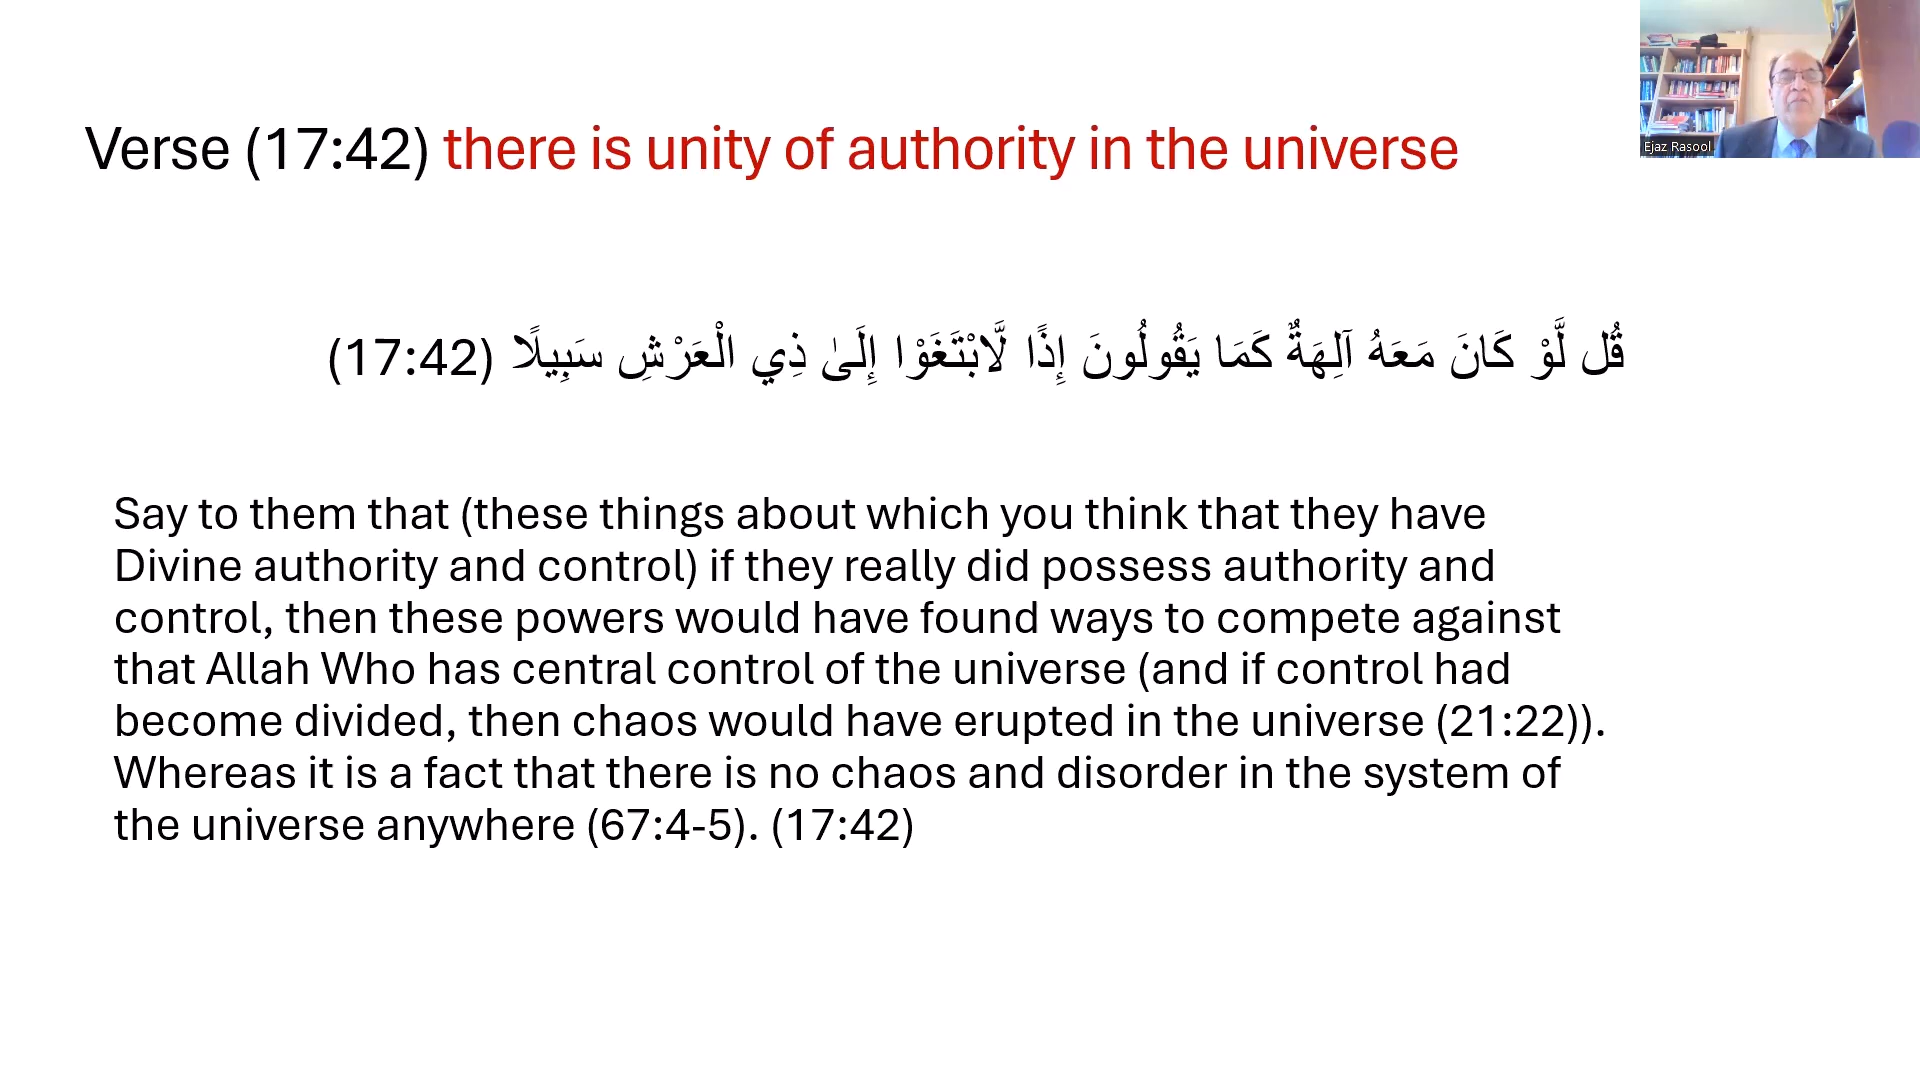 Ejaz Rasool
Verse (17:42) there is unity of authority in the universe
قُل لَّوْ كَانَ مَعَهُ آلِهَةٌ كَمَا يَقُولُونَ إِذًا لَّابْتَغَوْا إِلَىٰ ذِي الْعَرْشِ سَبِيلًا (17:42)
Say to them that (these things about which you think that they have
Divine authority and control) if they really did possess authority and
control, then these powers would have found ways to compete against
that Allah Who has central control of the universe (and if control had
become divided, then chaos would have erupted in the universe (21:22)).
Whereas it is a fact that there is no chaos and disorder in the system of
the universe anywhere (67:4-5). (17:42)